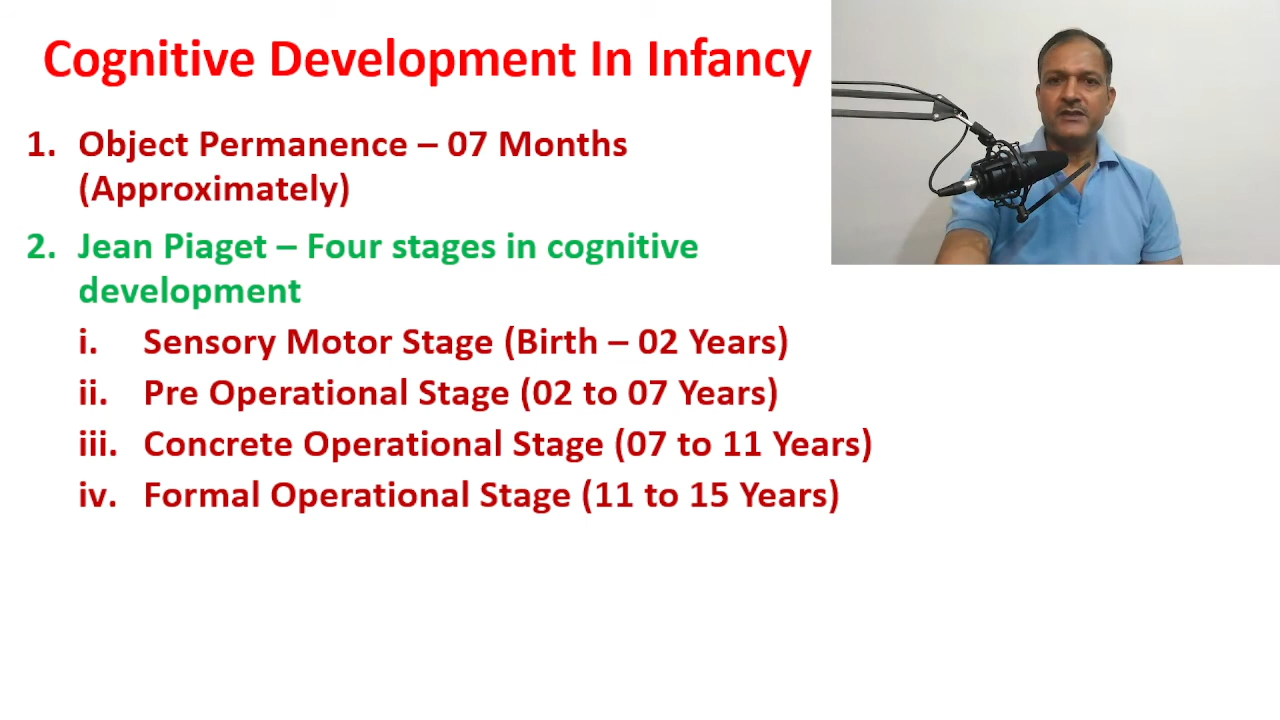 Cognitive Development In Infancy
1. Object Permanence – 07 Months
(Approximately)
2. Jean Piaget – Four stages in cognitive
development
i. Sensory Motor Stage (Birth – 02 Years)
ii. Pre Operational Stage (02 to 07 Years)
iii. Concrete Operational Stage (07 to 11 Years)
iv. Formal Operational Stage (11 to 15 Years)